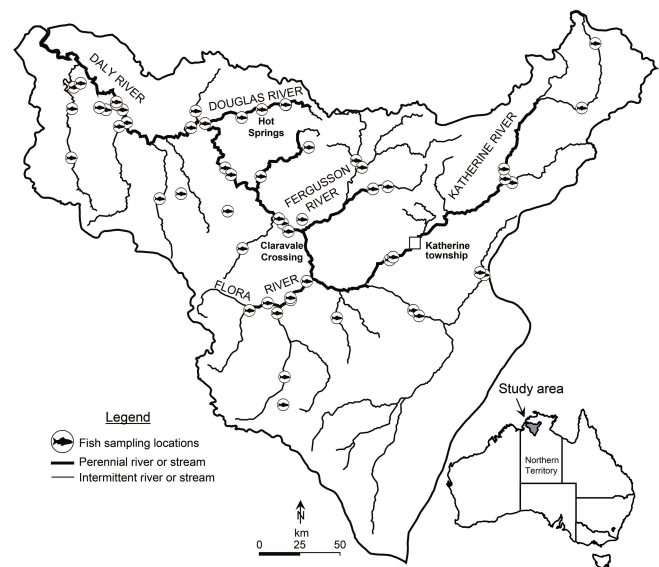 DALY RIVER
DOUGLAS RIVER
Hot
Springs
KATHERINE RIVER
FERGUSSON
RIVER
Claravale
Crossing
Katherine
township
FLORA RIVER
Legend
Fish sampling locations
Perennial river or stream
Intermittent river or stream
N
km
0 25 50
Study area
Northern
Territory